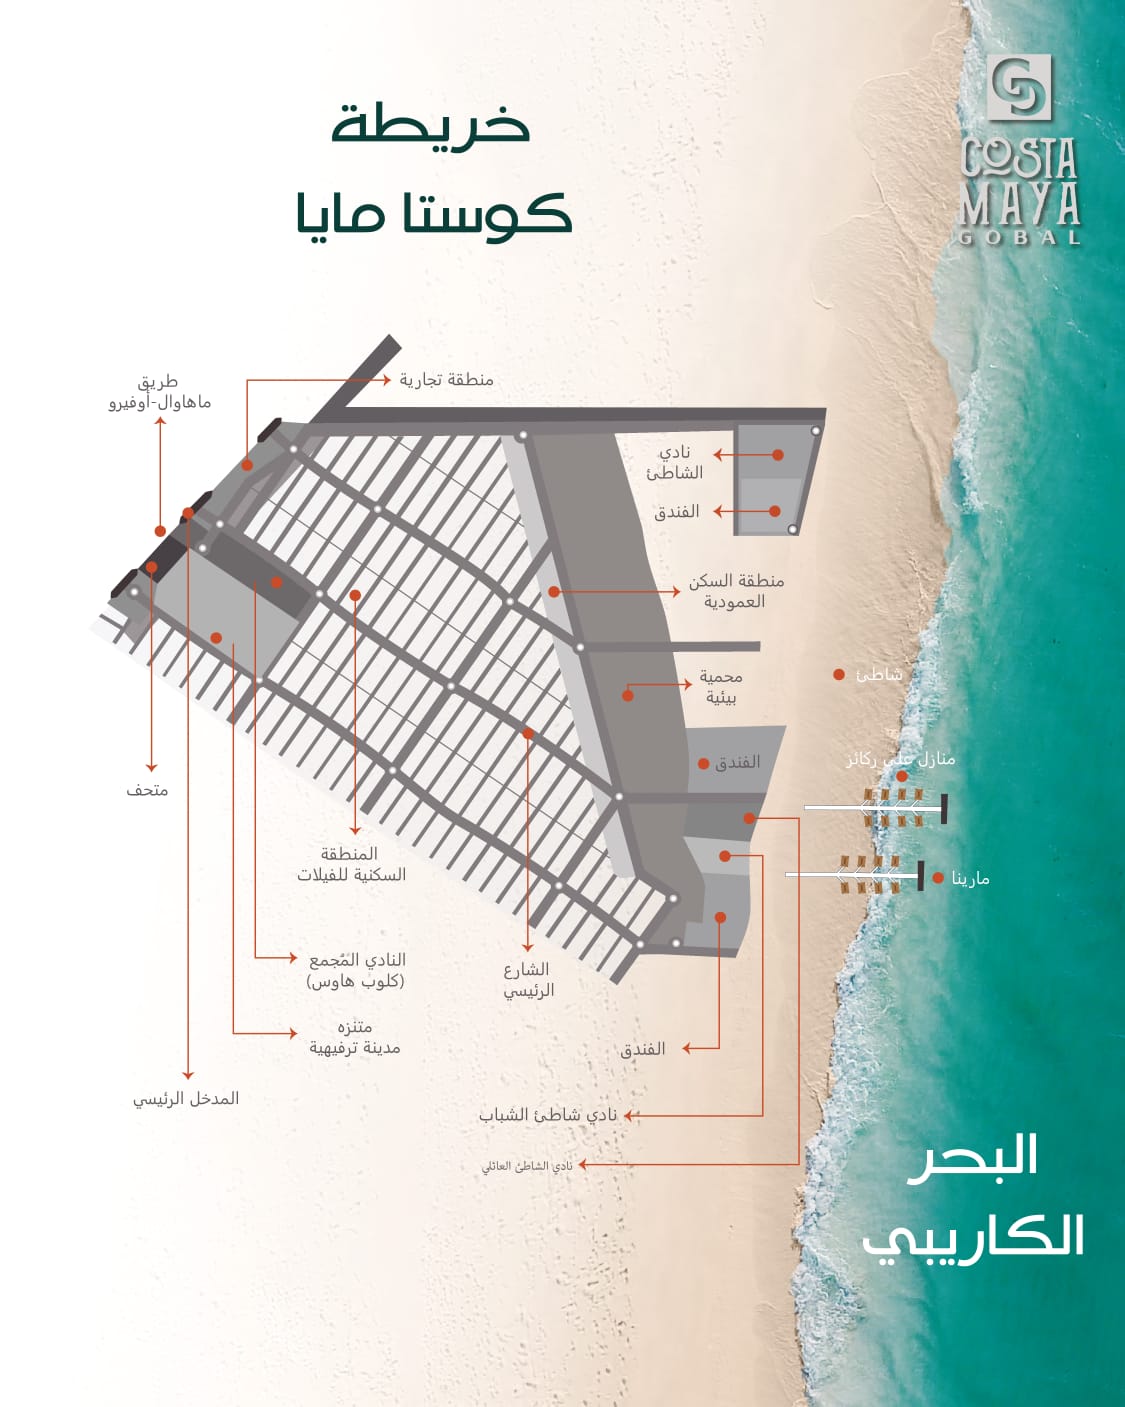 خريطة
كوستا مايا
COSTA
MAYA
GOBAL
منطقة تجارية
طريق
ماهاوال-أوفيرو
نادي
الشاطئ
الفندق
منطقة السكن
العمودية
محمية
بيئية
شاطئ
الفندق
منازل على ركائز
مارينا
متحف
المنطقة
السكنية للفيلات
النادي المُجمع
(كلوب هاوس)
الشارع
الرئيسي
متنزه
مدينة ترفيهية
الفندق
المدخل الرئيسي
نادي شاطئ الشباب
نادي الشاطئ العائلي
البحر
الكاريبي